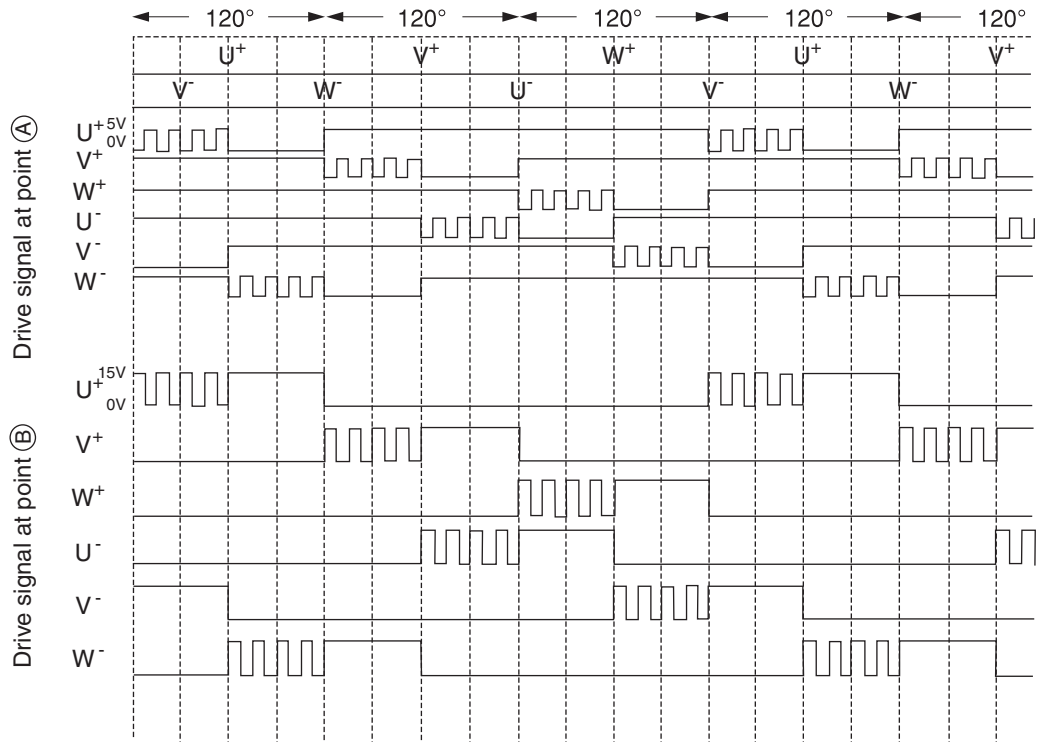 120° 120° 120° 120° 120°
U⁺ V⁺ W⁺ U⁺ V⁺
V⁻ W⁻ U⁻ V⁻ W⁻
Drive signal at point Ⓐ
U⁺ 5V 0V
V⁺
W⁺
U⁻
V⁻
W⁻
Drive signal at point Ⓑ
U⁺ 15V 0V
V⁺
W⁺
U⁻
V⁻
W⁻